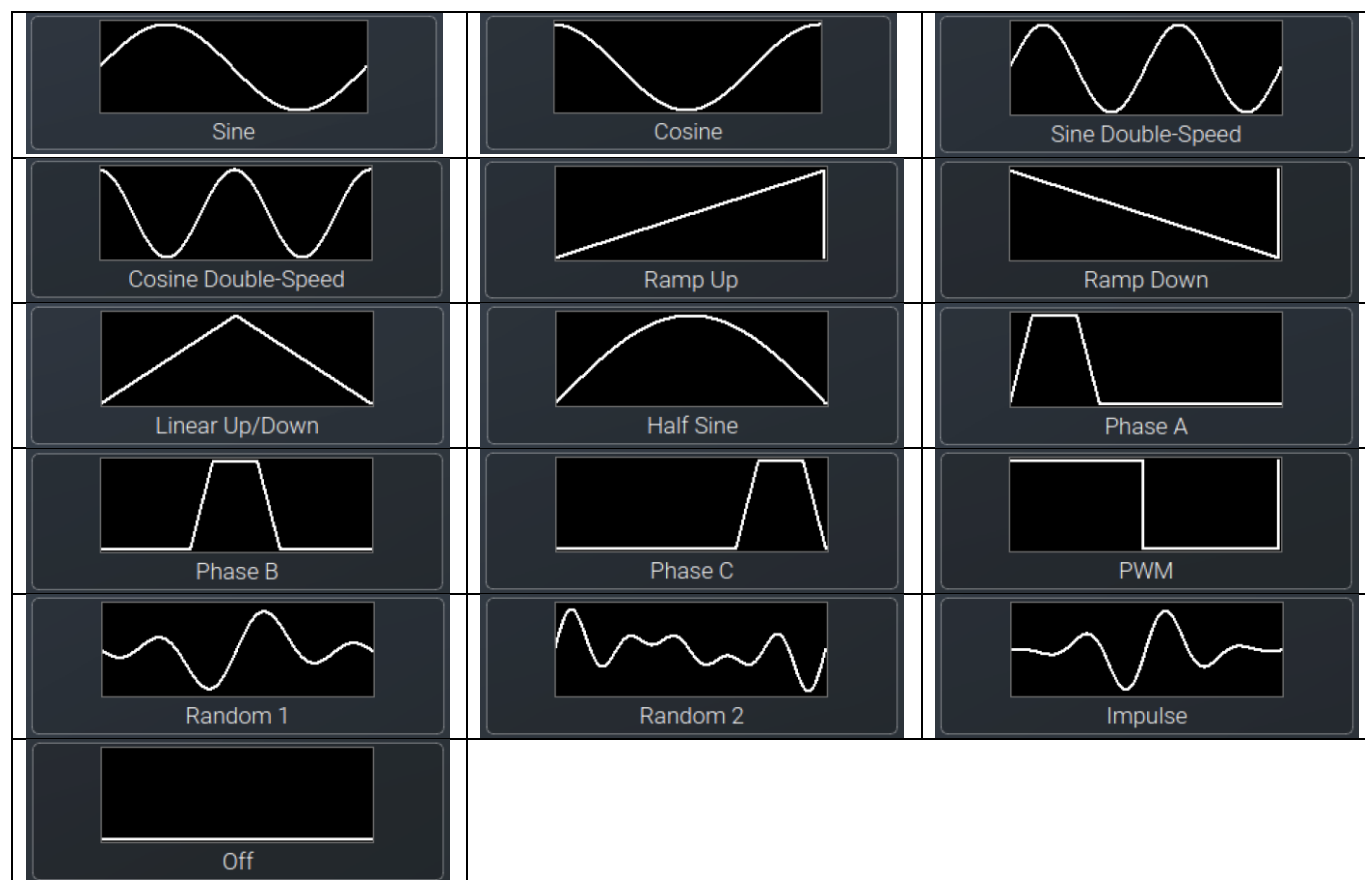 Sine
Cosine
Sine Double-Speed
Cosine Double-Speed
Ramp Up
Ramp Down
Linear Up/Down
Half Sine
Phase A
Phase B
Phase C
PWM
Random 1
Random 2
Impulse
Off